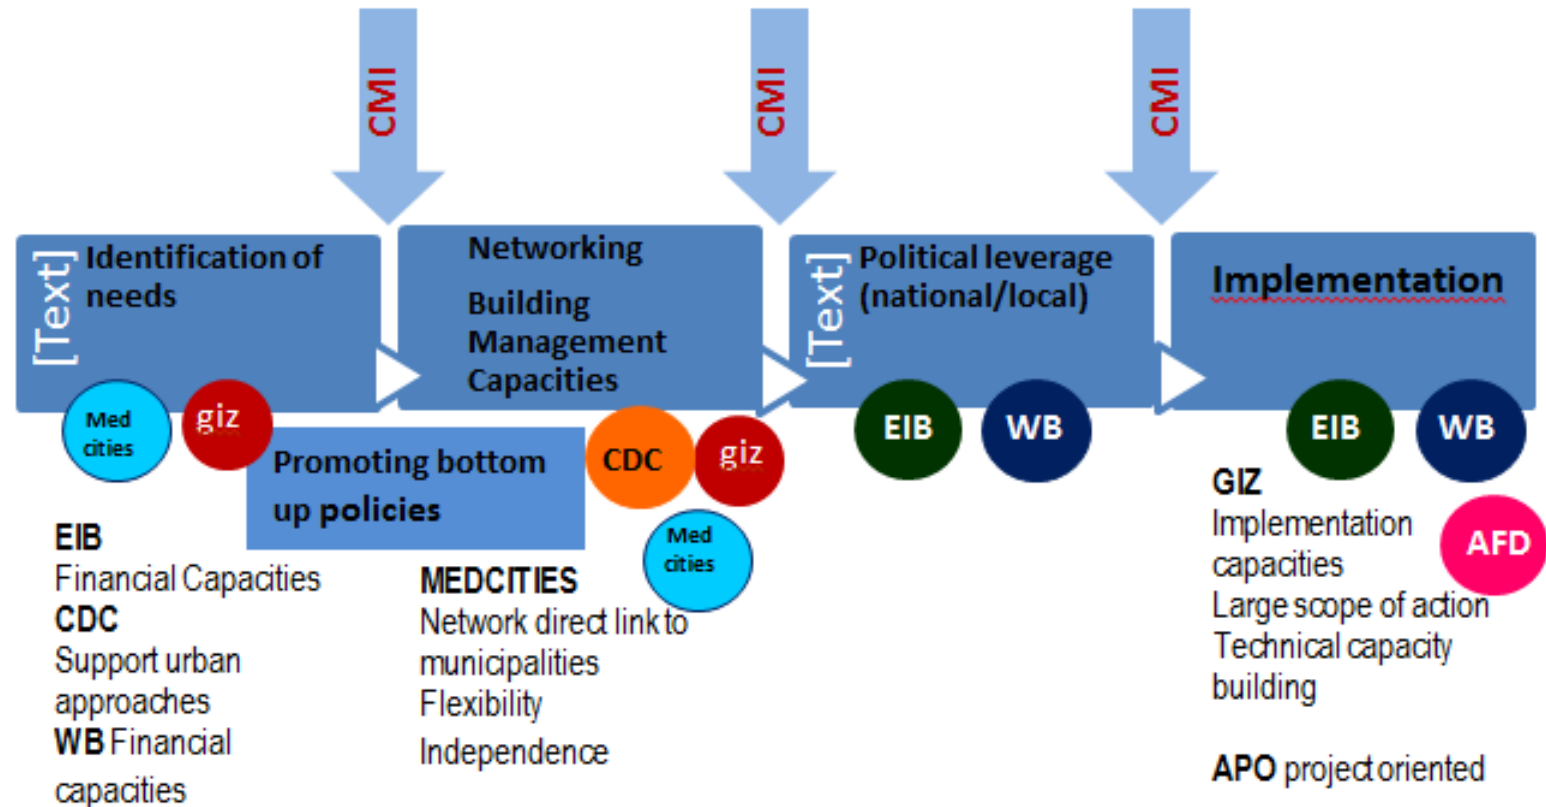 CMI
CMI
CMI
[Text]
Identification of
needs
Networking
Building
Management
Capacities
[Text]
Political leverage
(national/local)
Implementation
Med
cities
giz
Promoting bottom
up policies
CDC
giz
Med
cities
EIB
WB
EIB
WB
AFD
EIB
Financial Capacities
CDC
Support urban
approaches
WB Financial
capacities
MEDCITIES
Network direct link to
municipalities
Flexibility
Independence
GIZ
Implementation
capacities
Large scope of action
Technical capacity
building
APO project oriented